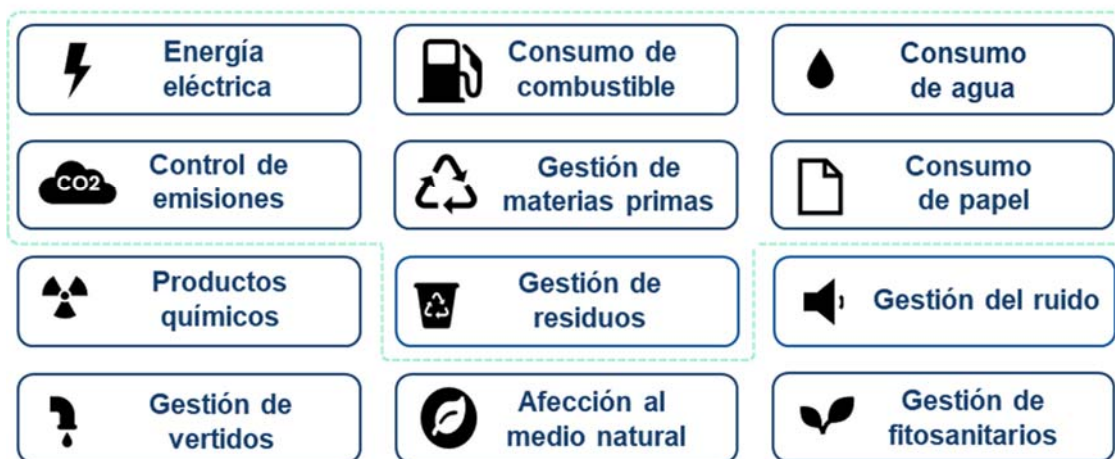 Energía
eléctrica
Consumo de
combustible
Consumo
de agua
CO2
Control de
emisiones
Gestión de
materias primas
Consumo
de papel
Productos
químicos
Gestión de
residuos
Gestión del ruido
Gestión de
vertidos
Afección al
medio natural
Gestión de
fitosanitarios